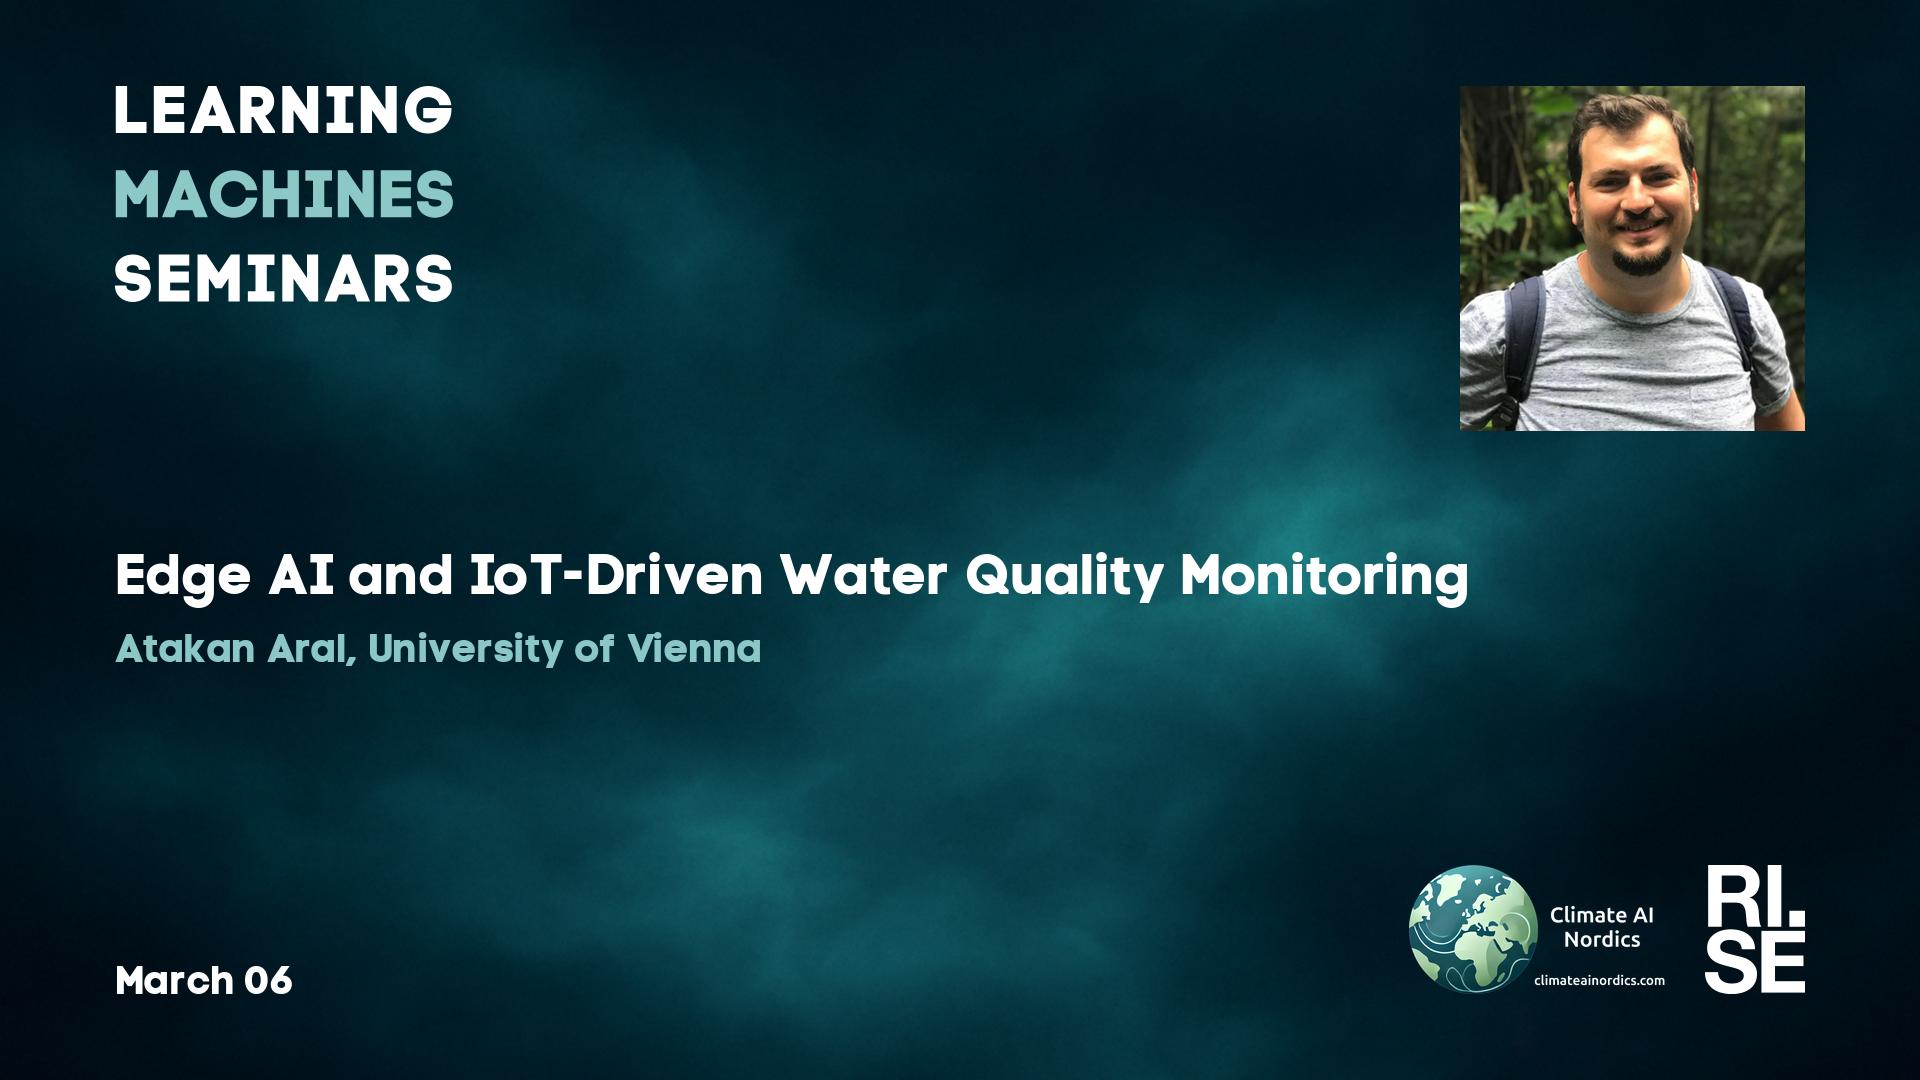 LEARNING
MACHINES
SEMINARS
Edge AI and IoT-Driven Water Quality Monitoring
Atakan Aral, University of Vienna
March 06
Climate AI
Nordics
climateainordics.com
RI.
SE